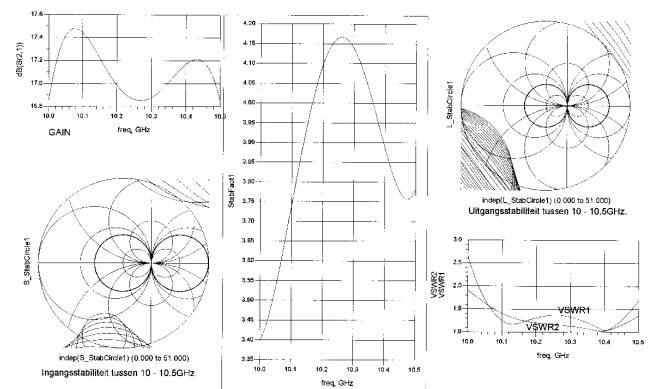 dB(S(2,1))
17.6
17.4
17.2
17.0
16.8
10.0
10.1
10.2
10.3
10.4
10.5
freq, GHz
GAIN
S_StabCircle1
indep(S_StabCircle1) (0.000 to 51.000)
Ingangsstabiliteit tussen 10 - 10.5GHz.
StabFact1
4.20
4.15
4.10
4.05
4.00
3.95
3.90
3.85
3.80
3.75
3.70
3.65
3.60
3.55
3.50
3.45
3.40
3.35
10.0
10.1
10.2
10.3
10.4
10.5
freq, GHz
L_StabCircle1
indep(L_StabCircle1) (0.000 to 51.000)
Uitgangsstabiliteit tussen 10 - 10.5GHz.
VSWR2
VSWR1
3.0
2.5
2.0
1.5
1.0
VSWR1
VSWR2
10.0
10.1
10.2
10.3
10.4
10.5
freq, GHz